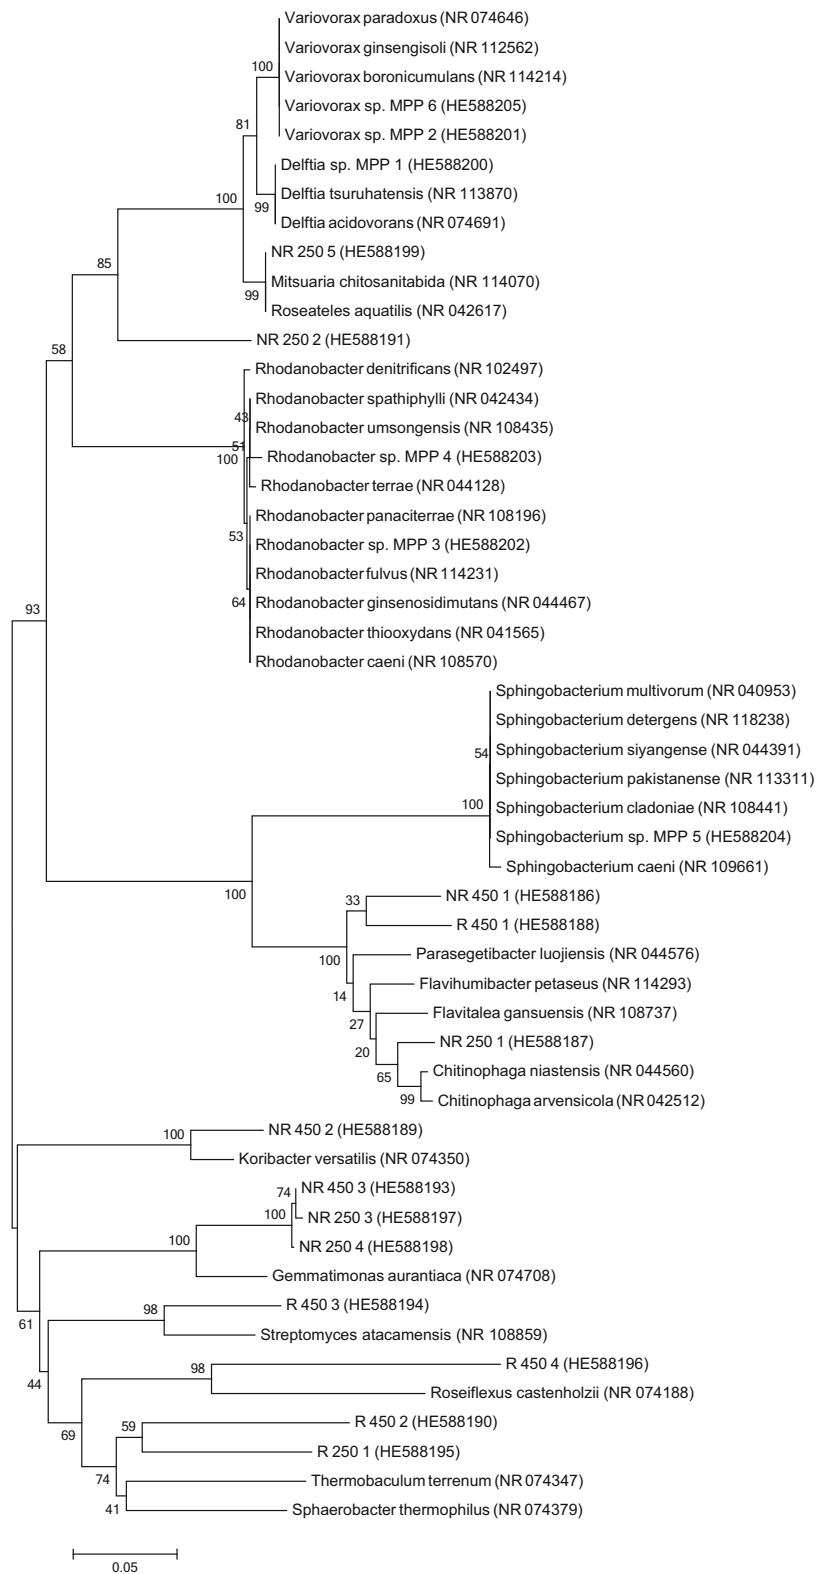 Variovorax paradoxus (NR 074646)
Variovorax ginsengisoli (NR 112562)
100
Variovorax boronicumulans (NR 114214)
Variovorax sp. MPP 6 (HE588205)
81
Variovorax sp. MPP 2 (HE588201)
Delftia sp. MPP 1 (HE588200)
100
Delftia tsuruhatensis (NR 113870)
99
Delftia acidovorans (NR 074691)
85
NR 250 5 (HE588199)
Mitsuaria chitosanitabida (NR 114070)
99
Roseateles aquatilis (NR 042617)
58
NR 250 2 (HE588191)
Rhodanobacter denitrificans (NR 102497)
Rhodanobacter spathiphylli (NR 042434)
43
Rhodanobacter umsongensis (NR 108435)
51
100
Rhodanobacter sp. MPP 4 (HE588203)
Rhodanobacter terrae (NR 044128)
Rhodanobacter panaciterrae (NR 108196)
53
Rhodanobacter sp. MPP 3 (HE588202)
Rhodanobacter fulvus (NR 114231)
64
Rhodanobacter ginsenosidimutans (NR 044467)
93
Rhodanobacter thiooxydans (NR 041565)
Rhodanobacter caeni (NR 108570)
Sphingobacterium multivorum (NR 040953)
Sphingobacterium detergens (NR 118238)
54
Sphingobacterium siyangense (NR 044391)
Sphingobacterium pakistanense (NR 113311)
100
Sphingobacterium cladoniae (NR 108441)
Sphingobacterium sp. MPP 5 (HE588204)
Sphingobacterium caeni (NR 109661)
100
33
NR 450 1 (HE588186)
R 450 1 (HE588188)
100
Parasegetibacter luojiensis (NR 044576)
14
Flavihumibacter petaseus (NR 114293)
27
Flavitalea gansuensis (NR 108737)
20
NR 250 1 (HE588187)
65
Chitinophaga niastensis (NR 044560)
99
Chitinophaga arvensicola (NR 042512)
100
NR 450 2 (HE588189)
Koribacter versatilis (NR 074350)
74
NR 450 3 (HE588193)
100
NR 250 3 (HE588197)
100
NR 250 4 (HE588198)
Gemmatimonas aurantiaca (NR 074708)
61
98
R 450 3 (HE588194)
Streptomyces atacamensis (NR 108859)
44
98
R 450 4 (HE588196)
Roseiflexus castenholzii (NR 074188)
69
59
R 450 2 (HE588190)
R 250 1 (HE588195)
74
Thermobaculum terrenum (NR 074347)
41
Sphaerobacter thermophilus (NR 074379)
0.05